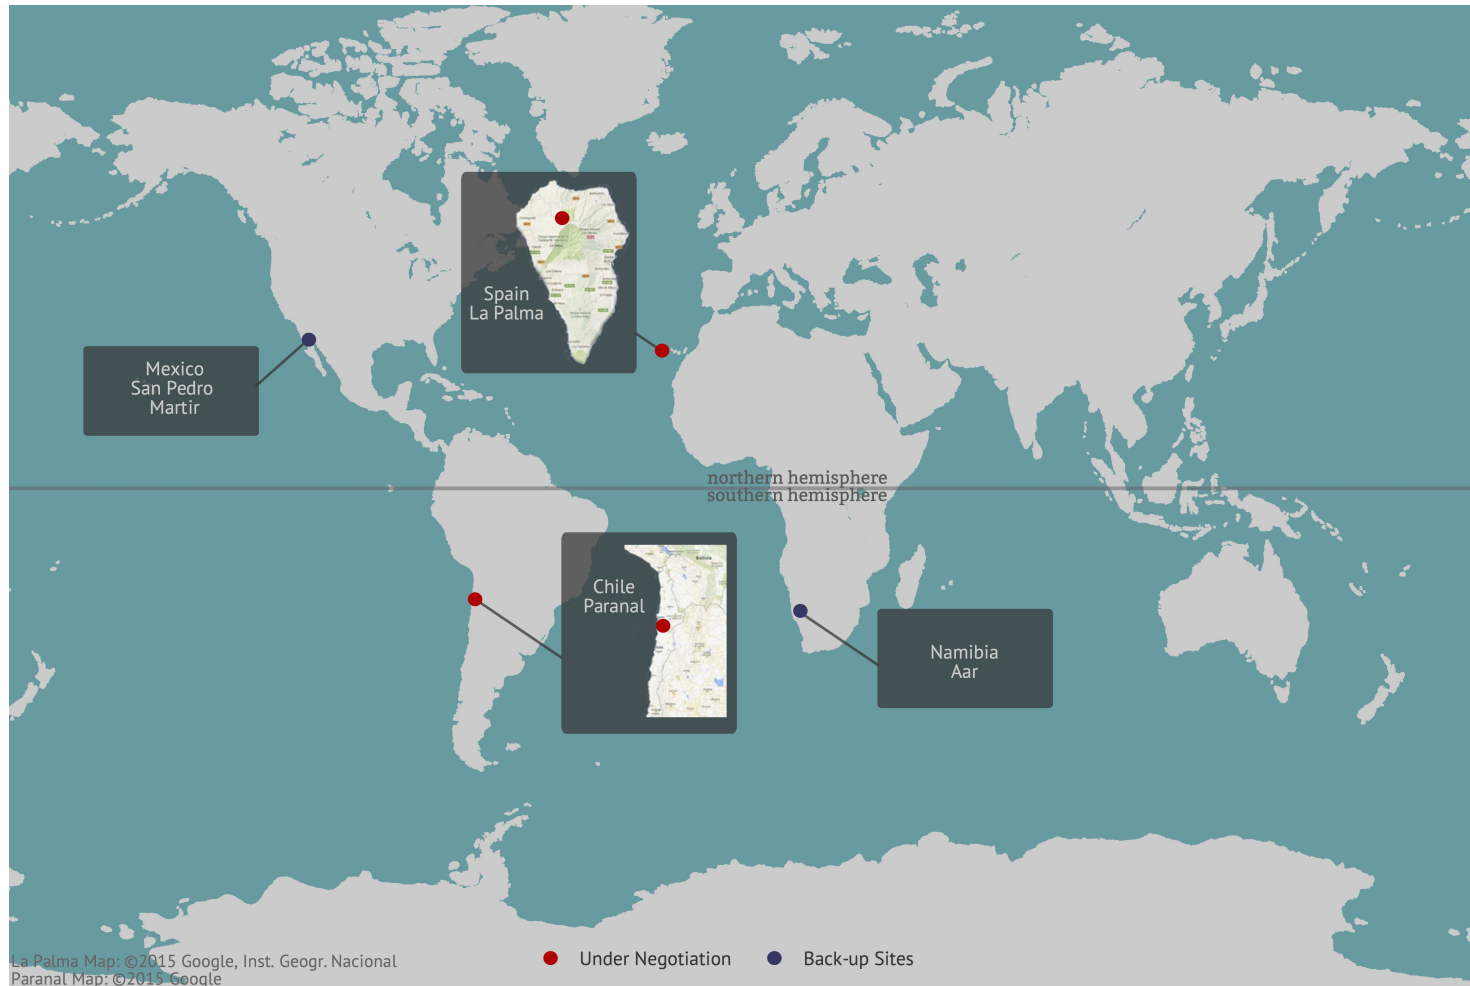 Spain
La Palma
Mexico
San Pedro
Martir
northern hemisphere
southern hemisphere
Bolivia
Chile
Paranal
Namibia
Aar
Under Negotiation
Back-up Sites
La Palma Map: ©2015 Google, Inst. Geogr. Nacional
Paranal Map: ©2015 Google